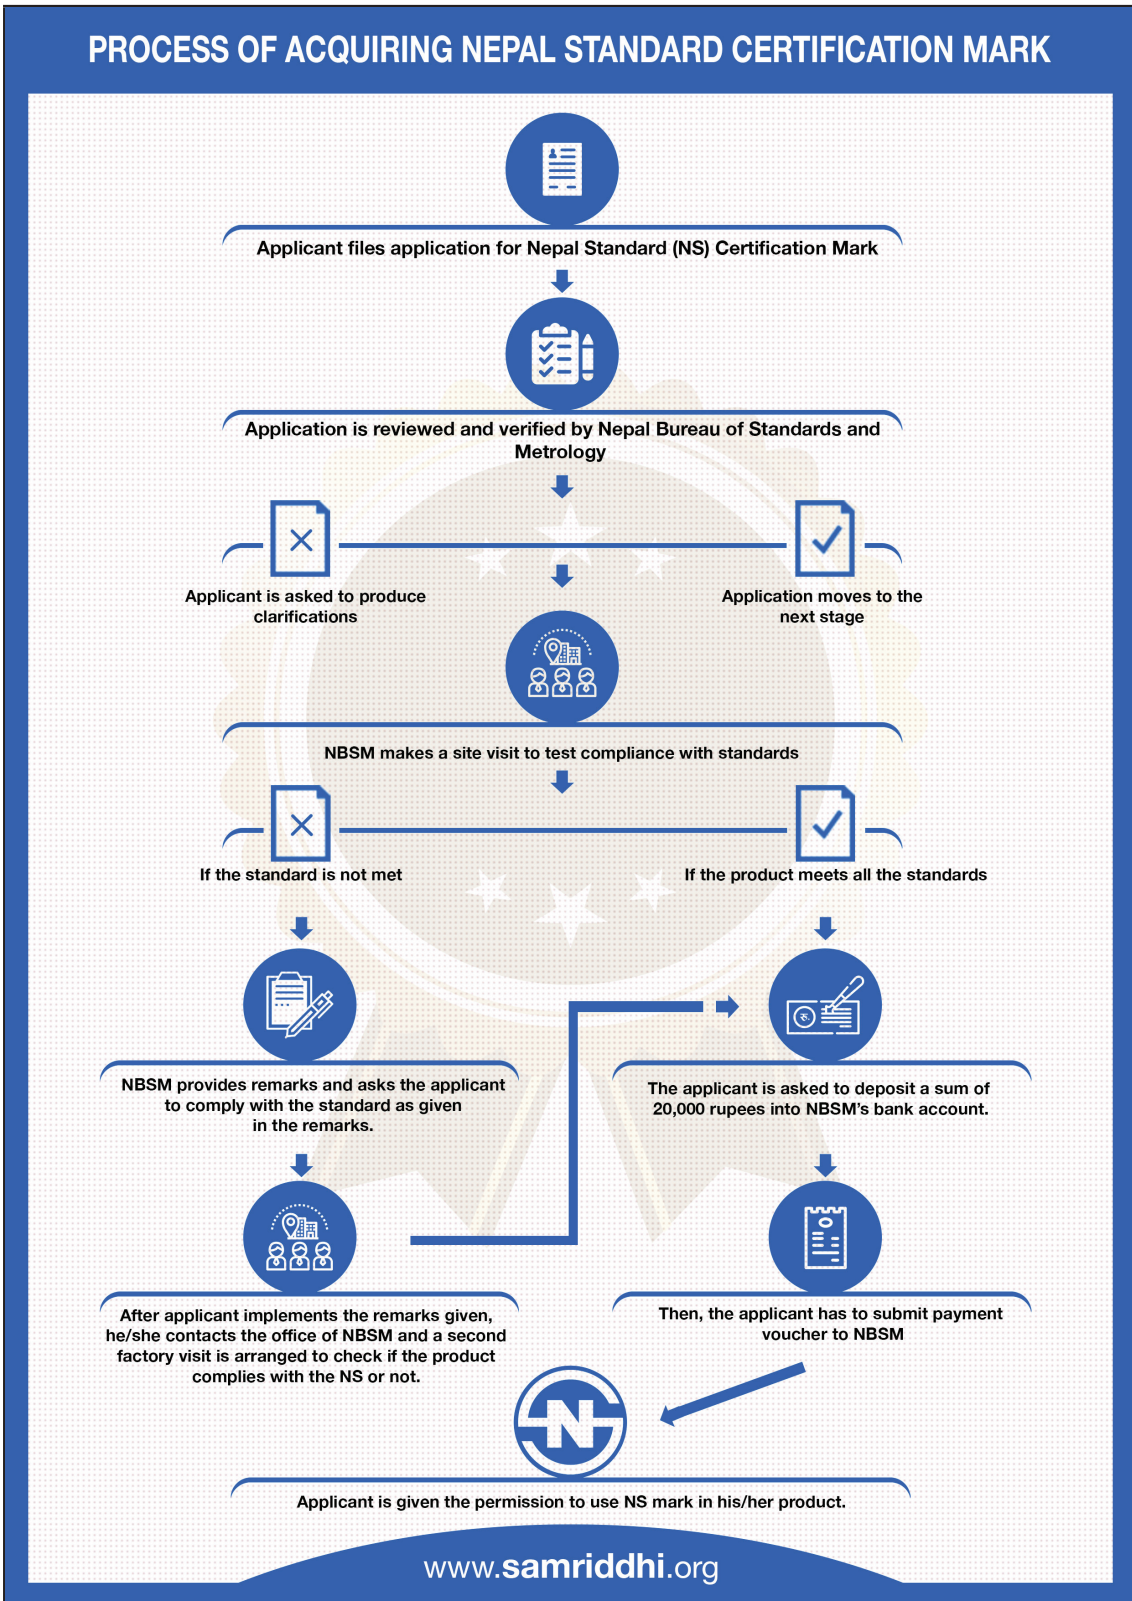 PROCESS OF ACQUIRING NEPAL STANDARD CERTIFICATION MARK
Applicant files application for Nepal Standard (NS) Certification Mark
Application is reviewed and verified by Nepal Bureau of Standards and
Metrology
Applicant is asked to produce
clarifications
Application moves to the
next stage
NBSM makes a site visit to test compliance with standards
If the standard is not met
If the product meets all the standards
रु.
NBSM provides remarks and asks the applicant
to comply with the standard as given
in the remarks.
The applicant is asked to deposit a sum of
20,000 rupees into NBSM's bank account.
After applicant implements the remarks given,
he/she contacts the office of NBSM and a second
factory visit is arranged to check if the product
complies with the NS or not.
Then, the applicant has to submit payment
voucher to NBSM
N
Applicant is given the permission to use NS mark in his/her product.
www.samriddhi.org